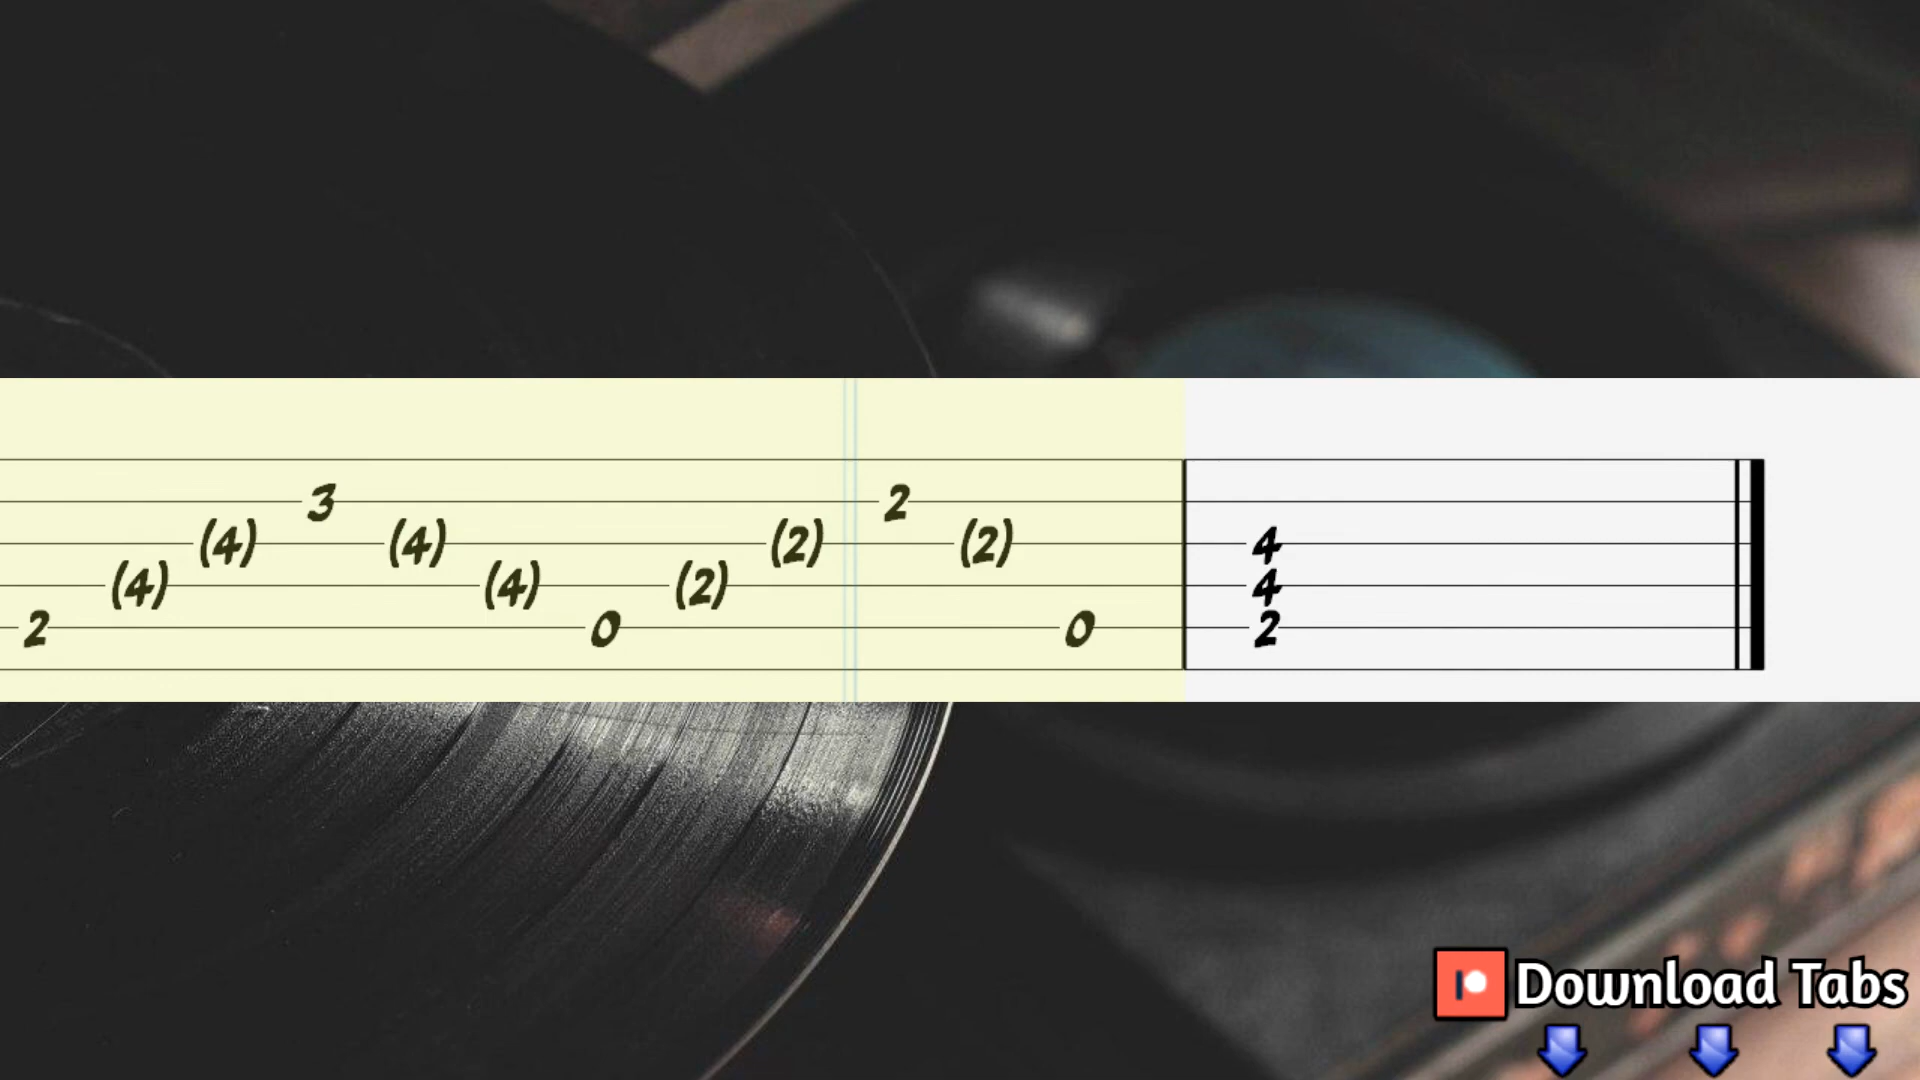 3 2
(4) (4) (2) (2) 4
(4) (4) (2) 4
2 0 0 2
Download Tabs